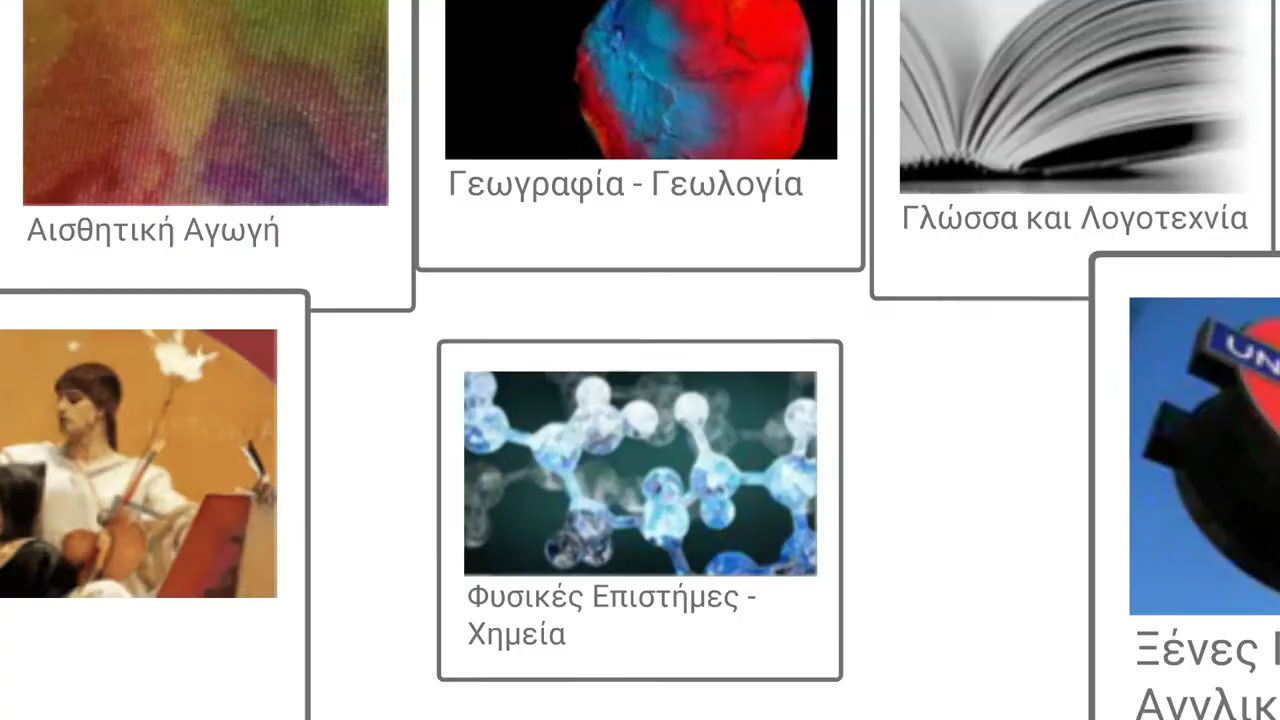 Γεωγραφία - Γεωλογία
Γλώσσα και Λογοτεχνία
Αισθητική Αγωγή
Φυσικές Επιστήμες -
Χημεία
Ξένες